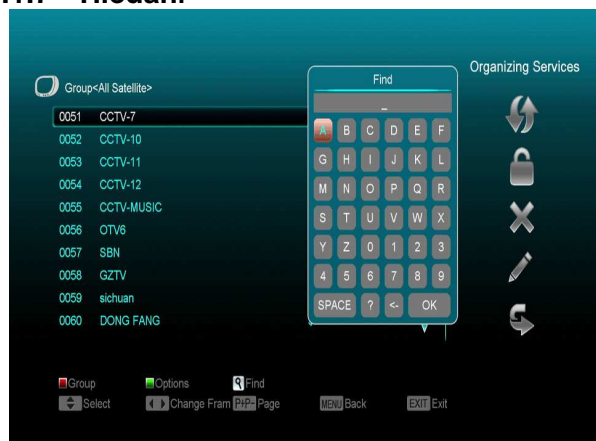 Organizing Services
Find
Group<All Satellite>
_
0051 CCTV-7
0052 CCTV-10
0053 CCTV-11
0054 CCTV-12
0055 CCTV-MUSIC
0056 OTV6
0057 SBN
0058 GZTV
0059 sichuan
0060 DONG FANG
A B C D E F
G H I J K L
M N O P Q R
S T U V W X
Y Z 0 1 2 3
4 5 6 7 8 9
SPACE ? <- OK
Group Options Find
Select Change Fram P+P- Page MENU Back EXIT Exit